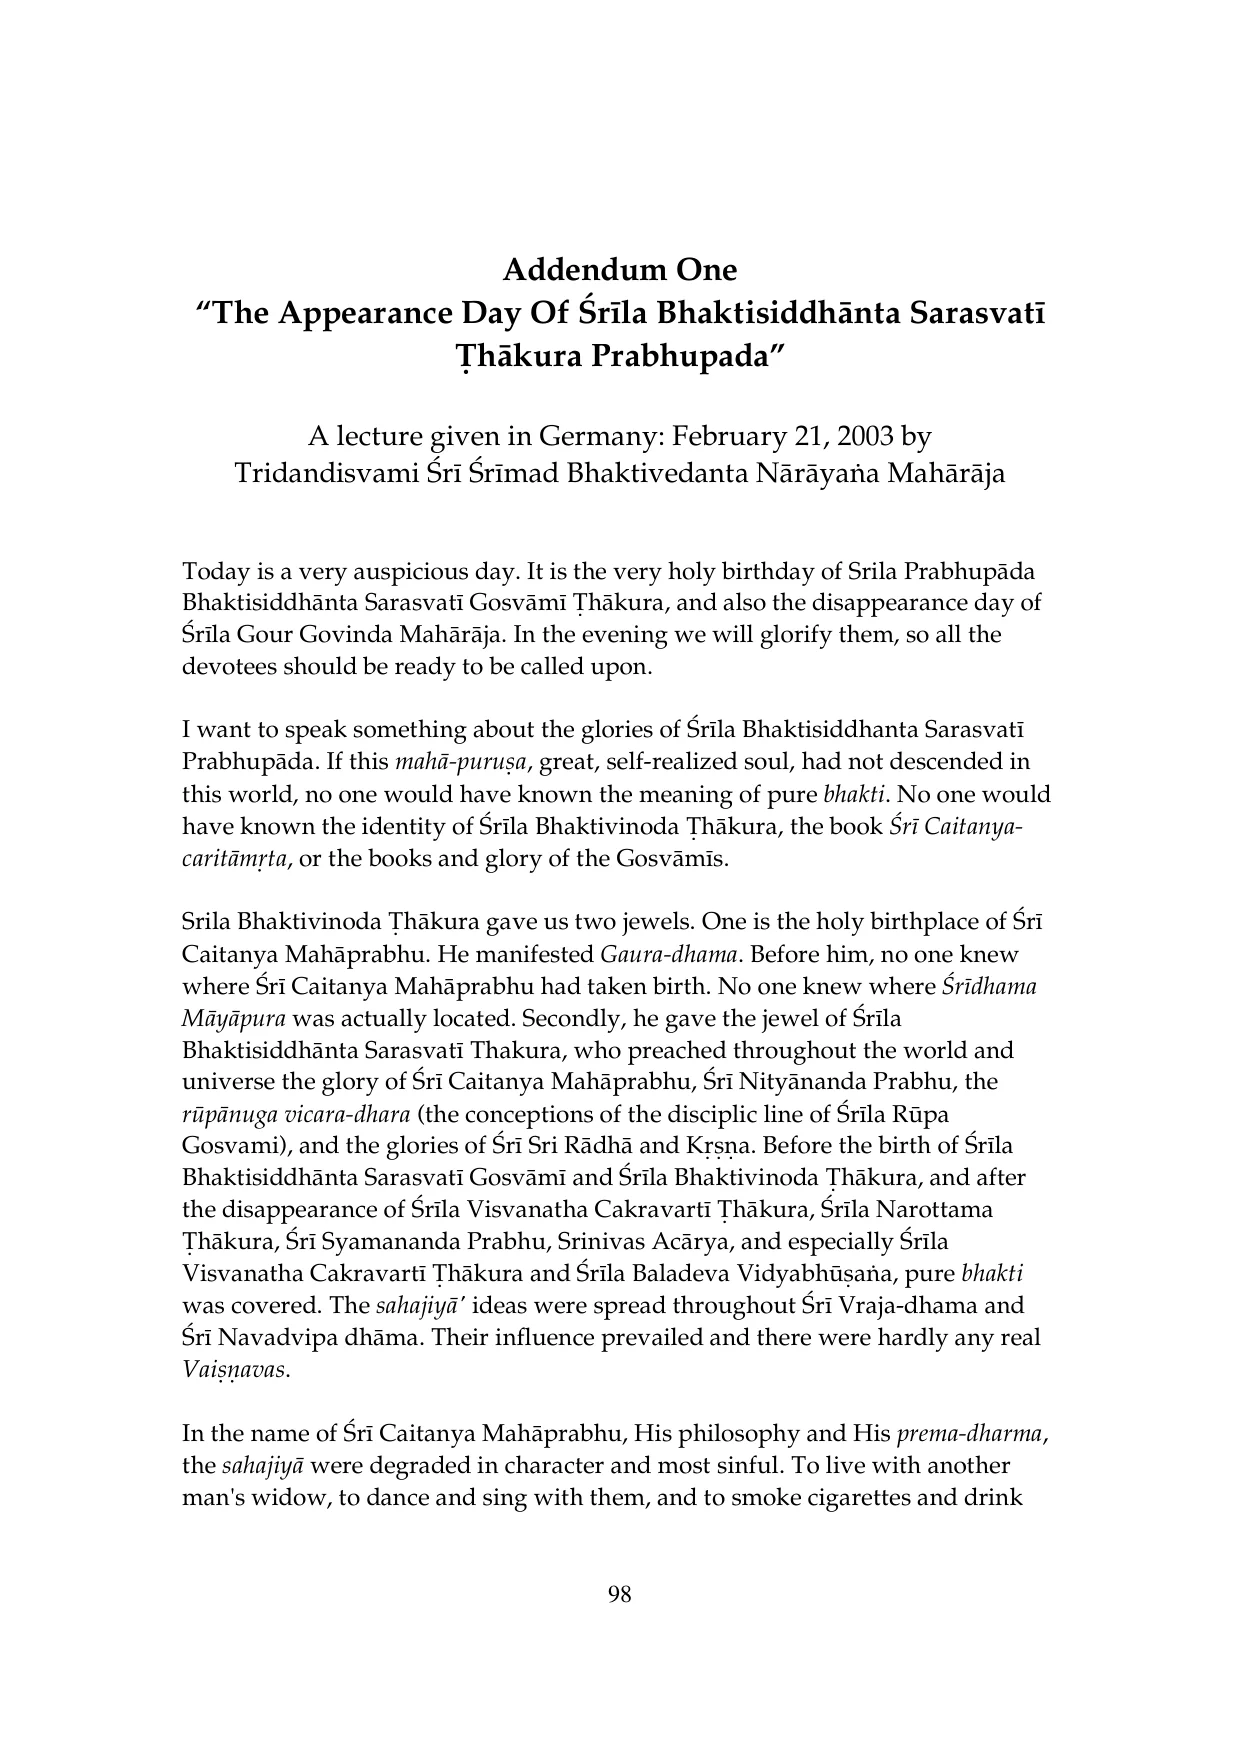 Addendum One
“The Appearance Day Of Śrīla Bhaktisiddhānta Sarasvatī
Ṭhākura Prabhupada”
A lecture given in Germany: February 21, 2003 by
Tridandisvami Śrī Śrīmad Bhaktivedanta Nārāyaṅa Mahārāja
Today is a very auspicious day. It is the very holy birthday of Srila Prabhupāda
Bhaktisiddhānta Sarasvatī Gosvāmī Ṭhākura, and also the disappearance day of
Śrīla Gour Govinda Mahārāja. In the evening we will glorify them, so all the
devotees should be ready to be called upon.
I want to speak something about the glories of Śrīla Bhaktisiddhanta Sarasvatī
Prabhupāda. If this mahā-puruṣa, great, self-realized soul, had not descended in
this world, no one would have known the meaning of pure bhakti. No one would
have known the identity of Śrīla Bhaktivinoda Ṭhākura, the book Śrī Caitanya-
caritāmṛta, or the books and glory of the Gosvāmīs.
Srila Bhaktivinoda Ṭhākura gave us two jewels. One is the holy birthplace of Śrī
Caitanya Mahāprabhu. He manifested Gaura-dhama. Before him, no one knew
where Śrī Caitanya Mahāprabhu had taken birth. No one knew where Śrīdhama
Māyāpura was actually located. Secondly, he gave the jewel of Śrīla
Bhaktisiddhānta Sarasvatī Thakura, who preached throughout the world and
universe the glory of Śrī Caitanya Mahāprabhu, Śrī Nityānanda Prabhu, the
rūpānuga vicara-dhara (the conceptions of the disciplic line of Śrīla Rūpa
Gosvami), and the glories of Śrī Sri Rādhā and Kṛṣṇa. Before the birth of Śrīla
Bhaktisiddhānta Sarasvatī Gosvāmī and Śrīla Bhaktivinoda Ṭhākura, and after
the disappearance of Śrīla Visvanatha Cakravartī Ṭhākura, Śrīla Narottama
Ṭhākura, Śrī Syamananda Prabhu, Srinivas Acārya, and especially Śrīla
Visvanatha Cakravartī Ṭhākura and Śrīla Baladeva Vidyabhūṣaṅa, pure bhakti
was covered. The sahajiyā’ ideas were spread throughout Śrī Vraja-dhama and
Śrī Navadvipa dhāma. Their influence prevailed and there were hardly any real
Vaiṣṇavas.
In the name of Śrī Caitanya Mahāprabhu, His philosophy and His prema-dharma,
the sahajiyā were degraded in character and most sinful. To live with another
man's widow, to dance and sing with them, and to smoke cigarettes and drink
98